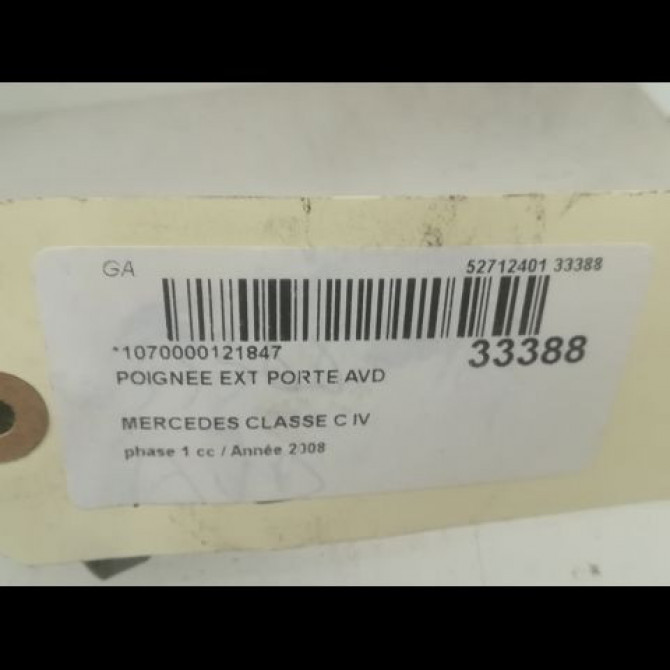 GA 52712401 33388
*1070000121847 33388
POIGNEE EXT PORTE AVD
MERCEDES CLASSE C IV
phase 1 cc / Année 2008